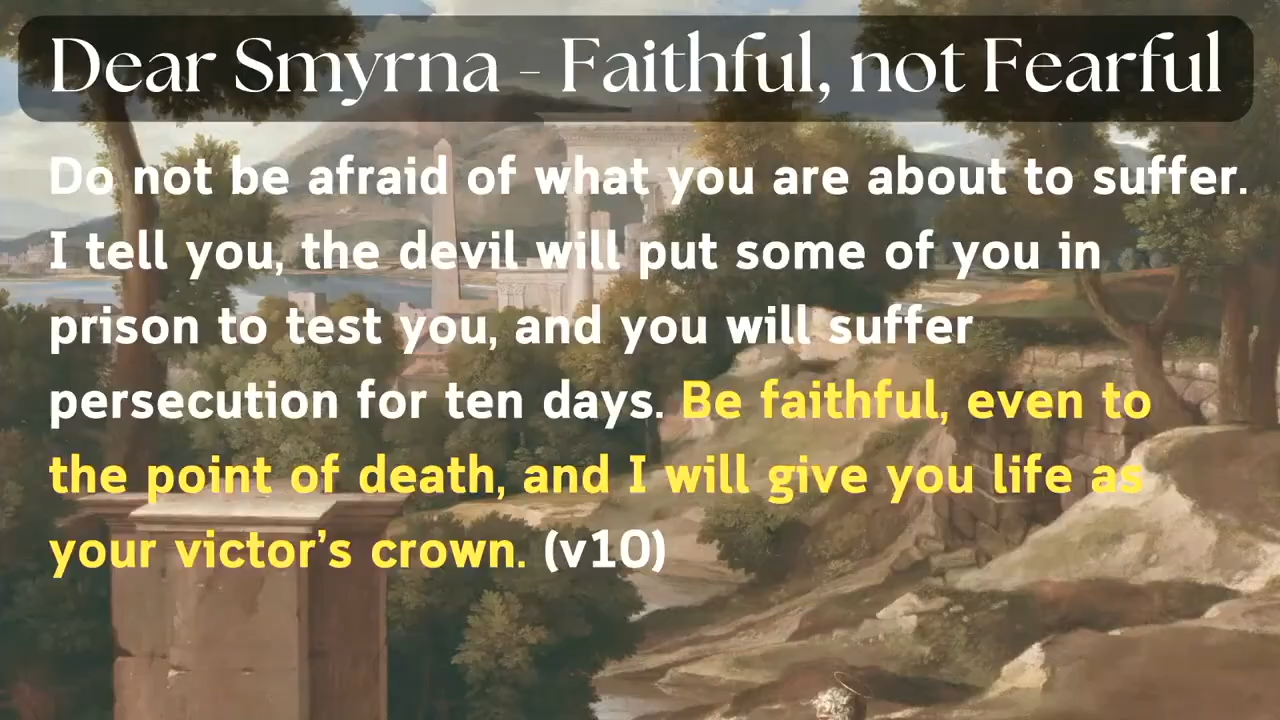 Dear Smyrna - Faithful, not Fearful
Do not be afraid of what you are about to suffer.
I tell you, the devil will put some of you in
prison to test you, and you will suffer
persecution for ten days. Be faithful, even to
the point of death, and I will give you life as
your victor’s crown. (v10)